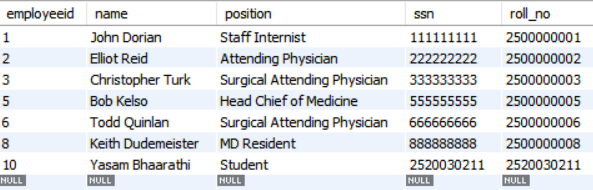 employeeid name position ssn roll_no
1 John Dorian Staff Internist 111111111 2500000001
2 Elliot Reid Attending Physician 222222222 2500000002
3 Christopher Turk Surgical Attending Physician 333333333 2500000003
5 Bob Kelso Head Chief of Medicine 555555555 2500000005
6 Todd Quinlan Surgical Attending Physician 666666666 2500000006
8 Keith Dudemeister MD Resident 888888888 2500000008
10 Yasam Bhaarathi Student 2520030211 2520030211
NULL NULL NULL NULL NULL